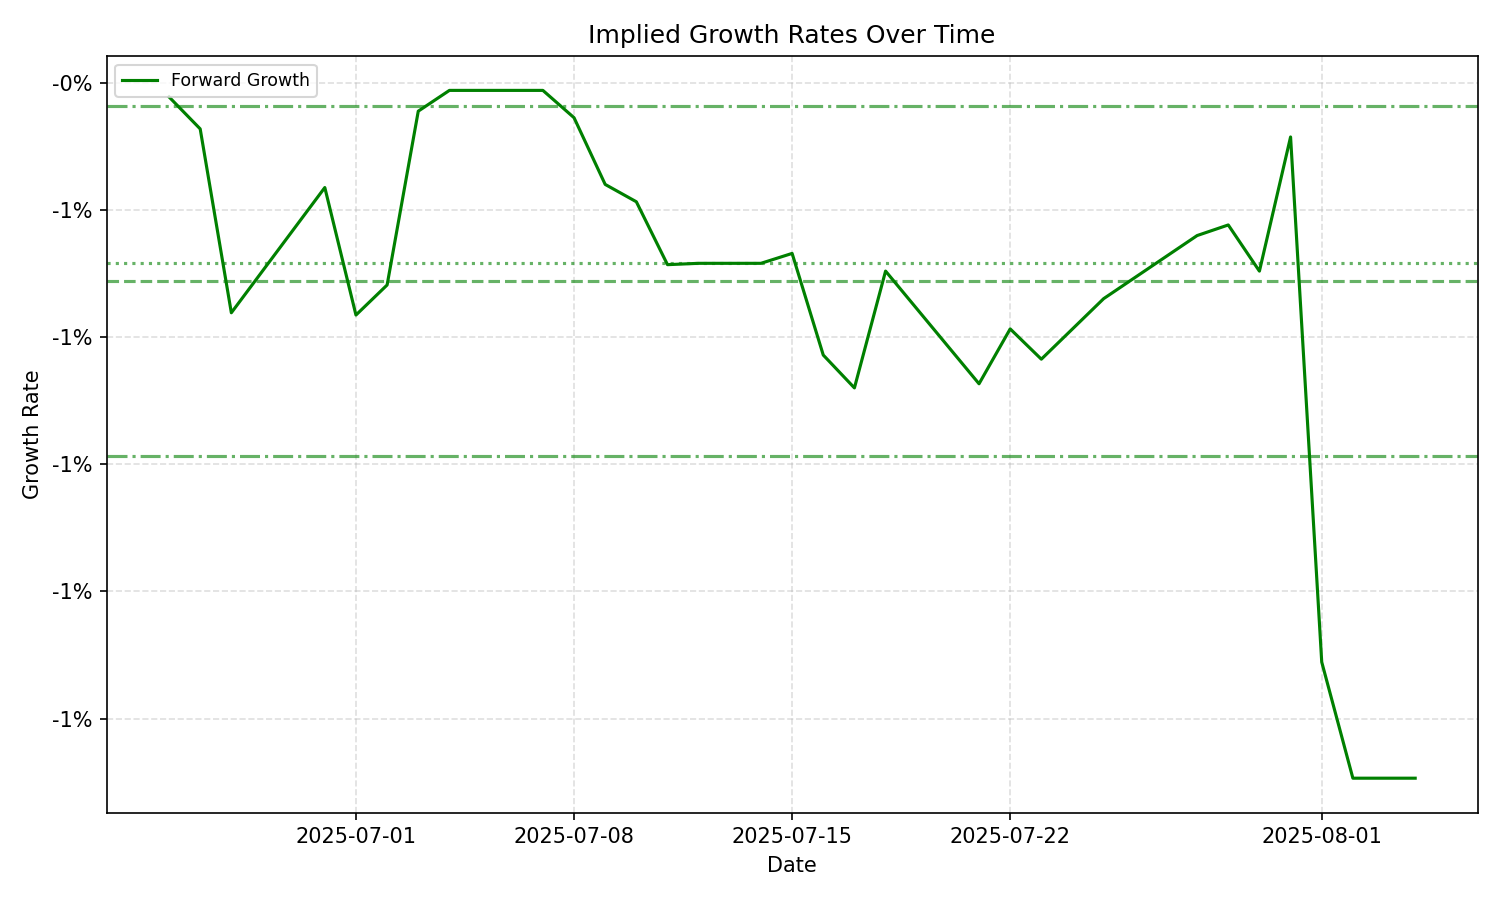 Implied Growth Rates Over Time
Forward Growth
-0%
-1%
-1%
-1%
-1%
-1%
Growth Rate
2025-07-01
2025-07-08
2025-07-15
2025-07-22
2025-08-01
Date